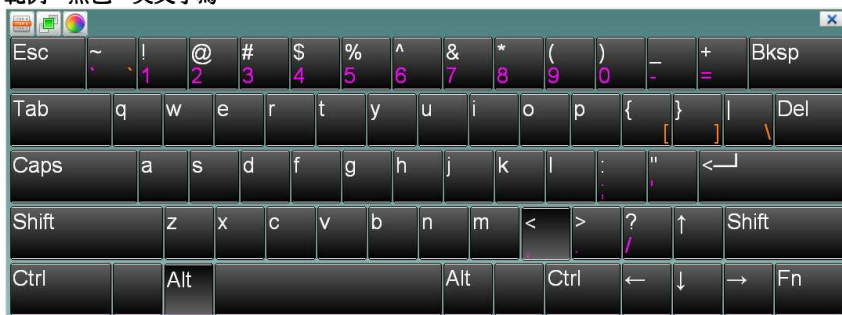 Esc ~ ` ` ! 1 @ 2 # 3 $ 4 % 5 ^ 6 & 7 * 8 ( 9 ) 0 _ - + = Bksp
Tab q w e r t y u i o p { [ } ] | \ Del
Caps a s d f g h j k l : ; " ' <─┘
Shift z x c v b n m < , > . ? / ↑ Shift
Ctrl Alt Alt Ctrl ← ↓ → Fn